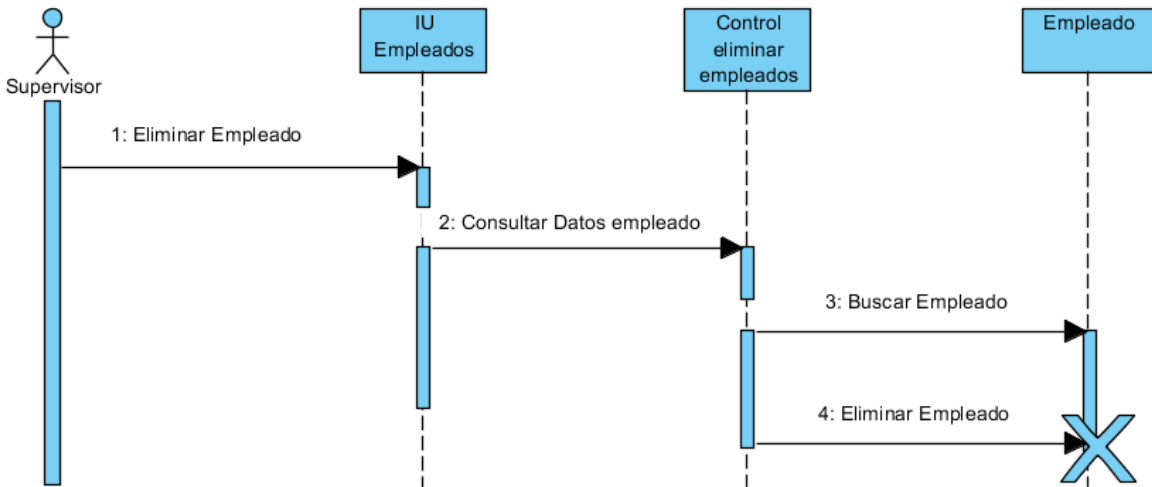 Supervisor
IU
Empleados
Control
eliminar
empleados
Empleado
1: Eliminar Empleado
2: Consultar Datos empleado
3: Buscar Empleado
4: Eliminar Empleado